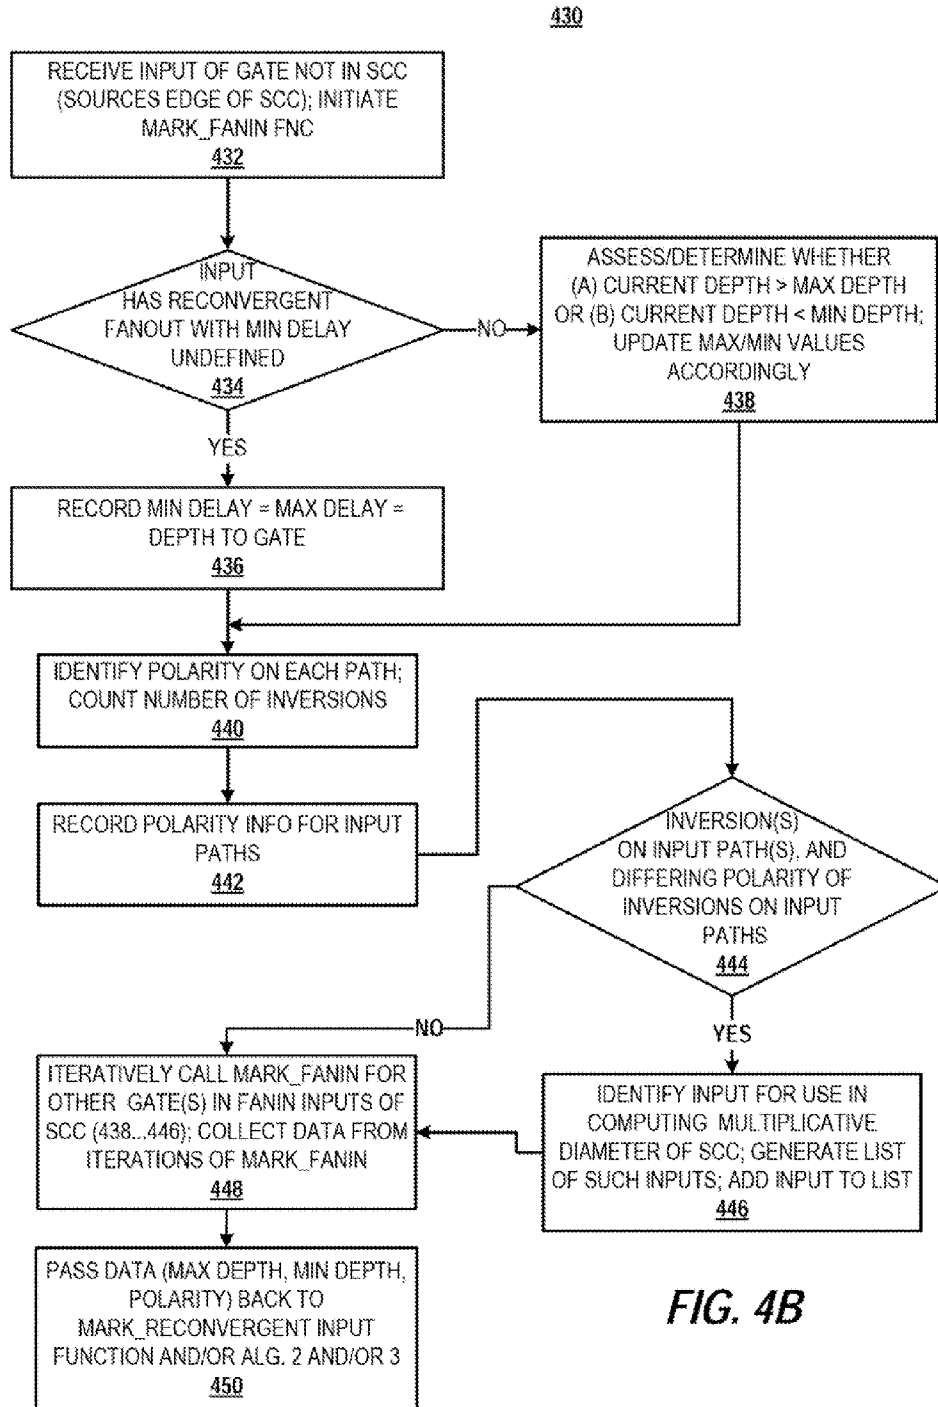 430
RECEIVE INPUT OF GATE NOT IN SCC
(SOURCES EDGE OF SCC); INITIATE
MARK_FANIN FNC
432
INPUT
HAS RECONVERGENT
FANOUT WITH MIN DELAY
UNDEFINED
434
NO
ASSESS/DETERMINE WHETHER
(A) CURRENT DEPTH > MAX DEPTH
OR (B) CURRENT DEPTH < MIN DEPTH;
UPDATE MAX/MIN VALUES
ACCORDINGLY
438
YES
RECORD MIN DELAY = MAX DELAY =
DEPTH TO GATE
436
IDENTIFY POLARITY ON EACH PATH;
COUNT NUMBER OF INVERSIONS
440
RECORD POLARITY INFO FOR INPUT
PATHS
442
INVERSION(S)
ON INPUT PATH(S), AND
DIFFERING POLARITY OF
INVERSIONS ON INPUT
PATHS
444
NO
YES
ITERATIVELY CALL MARK_FANIN FOR
OTHER GATE(S) IN FANIN INPUTS OF
SCC (438...446); COLLECT DATA FROM
ITERATIONS OF MARK_FANIN
448
IDENTIFY INPUT FOR USE IN
COMPUTING MULTIPLICATIVE
DIAMETER OF SCC; GENERATE LIST
OF SUCH INPUTS; ADD INPUT TO LIST
446
PASS DATA (MAX DEPTH, MIN DEPTH,
POLARITY) BACK TO
MARK_RECONVERGENT INPUT
FUNCTION AND/OR ALG. 2 AND/OR 3
450
FIG. 4B